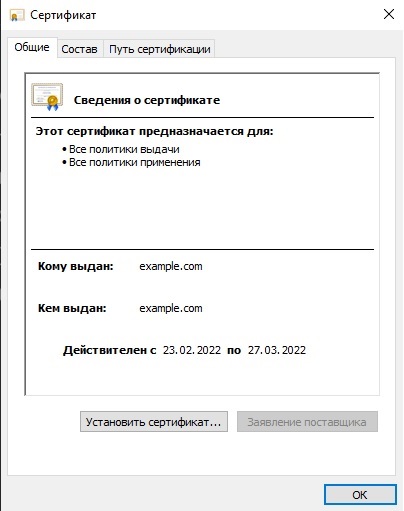 Сертификат
Общие
Состав
Путь сертификации
Сведения о сертификате
Этот сертификат предназначается для:
• Все политики выдачи
• Все политики применения
Кому выдан: example.com
Кем выдан: example.com
Действителен с 23.02.2022 по 27.03.2022
Установить сертификат...
Заявление поставщика
ОК